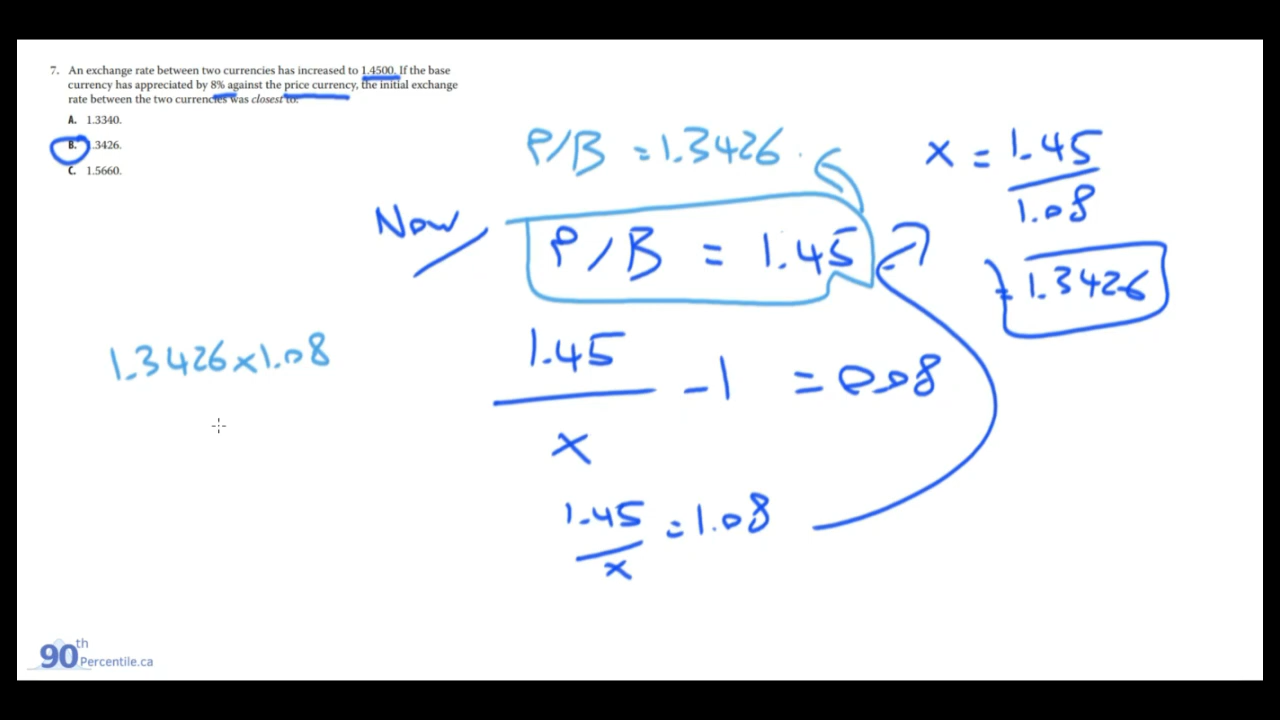 7. An exchange rate between two currencies has increased to 1.4500. If the base
currency has appreciated by 8% against the price currency, the initial exchange
rate between the two currencies was closest to:
A. 1.3340.
B. 1.3426.
C. 1.5660.
P/B = 1.3426
Now
P/B = 1.45
x = 1.45
1.08
= 1.3426
1.3426x1.08
1.45
x
-1 = 0.08
1.45
x
= 1.08
90th
Percentile.ca